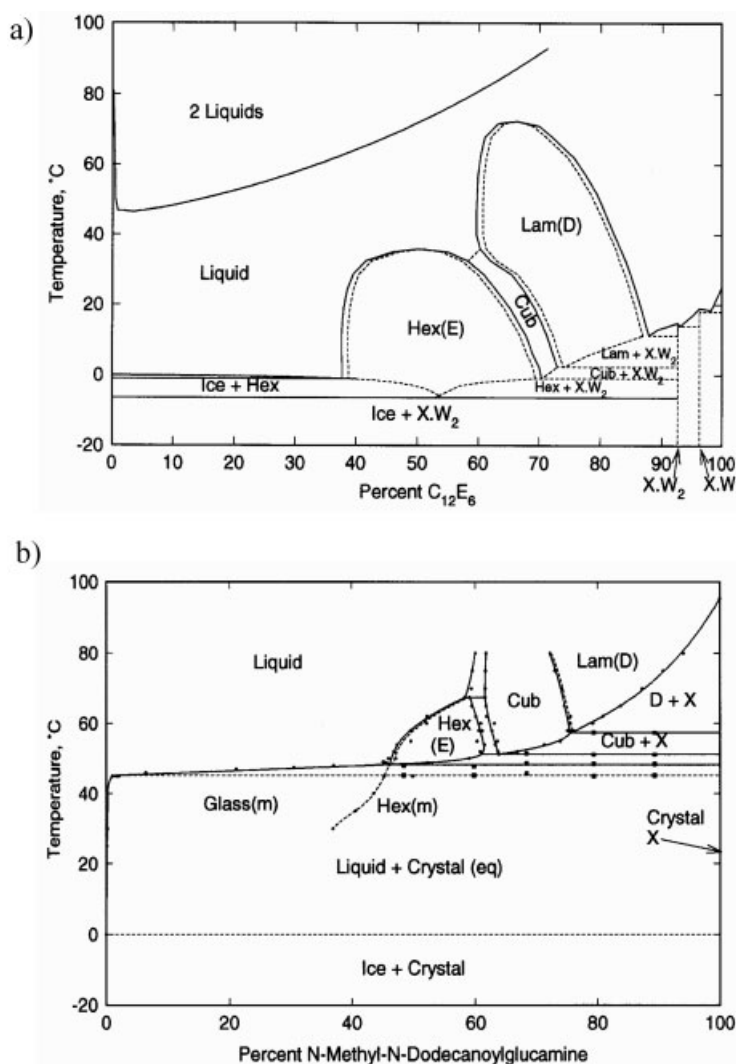 a)
100
80
60
40
20
0
-20
Temperature, °C
2 Liquids
Liquid
Lam(D)
Hex(E)
Cub
Lam + X.W₂
Cub + X.W₂
Ice + Hex
Hex + X.W₂
Ice + X.W₂
0 10 20 30 40 50 60 70 80 90 100
Percent C₁₂E₆
X.W₂ X.W
b)
100
80
60
40
20
0
-20
Temperature, °C
Liquid
Lam(D)
Cub
D + X
Hex
(E)
Cub + X
Glass(m)
Hex(m)
Crystal
X
Liquid + Crystal (eq)
Ice + Crystal
0 20 40 60 80 100
Percent N-Methyl-N-Dodecanoylglucamine